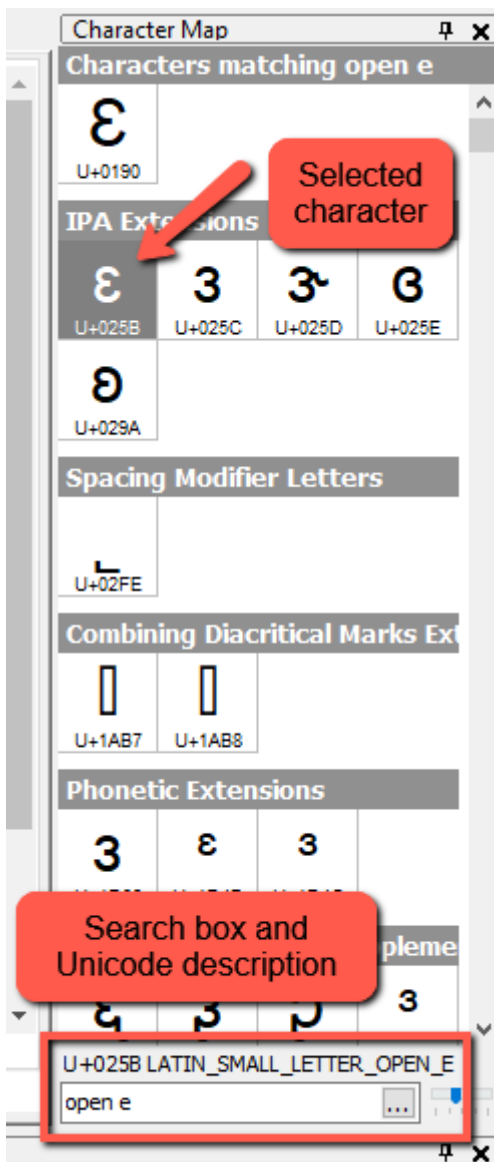 Character Map
Characters matching open e
Ɛ
U+0190
Selected
character
IPA Extensions
ɛ ɜ ɝ ɞ
U+025B U+025C U+025D U+025E
ʚ
U+029A
Spacing Modifier Letters
˾
U+02FE
Combining Diacritical Marks Ext
U+1AB7 U+1AB8
Phonetic Extensions
Search box and
Unicode description
U+025B LATIN_SMALL_LETTER_OPEN_E
open e
...